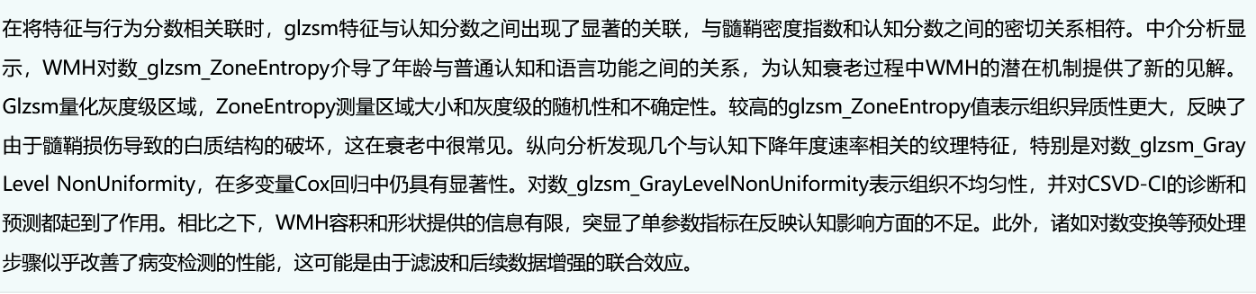 在将特征与行为分数相关联时，glzsm特征与认知分数之间出现了显著的关联，与髓鞘密度指数和认知分数之间的密切关系相符。中介分析显
示，WMH对数_glzsm_ZoneEntropy介导了年龄与普通认知和语言功能之间的关系，为认知衰老过程中WMH的潜在机制提供了新的见解。
Glzsm量化灰度级区域，ZoneEntropy测量区域大小和灰度级的随机性和不确定性。较高的glzsm_ZoneEntropy值表示组织异质性更大，反映了
由于髓鞘损伤导致的白质结构的破坏，这在衰老中很常见。纵向分析发现几个与认知下降年度速率相关的纹理特征，特别是对数_glzsm_Gray
Level NonUniformity，在多变量Cox回归中仍具有显著性。对数_glzsm_GrayLevelNonUniformity表示组织不均匀性，并对CSVD-CI的诊断和
预测都起到了作用。相比之下，WMH容积和形状提供的信息有限，突显了单参数指标在反映认知影响方面的不足。此外，诸如对数变换等预处理
步骤似乎改善了病变检测的性能，这可能是由于滤波和后续数据增强的联合效应。